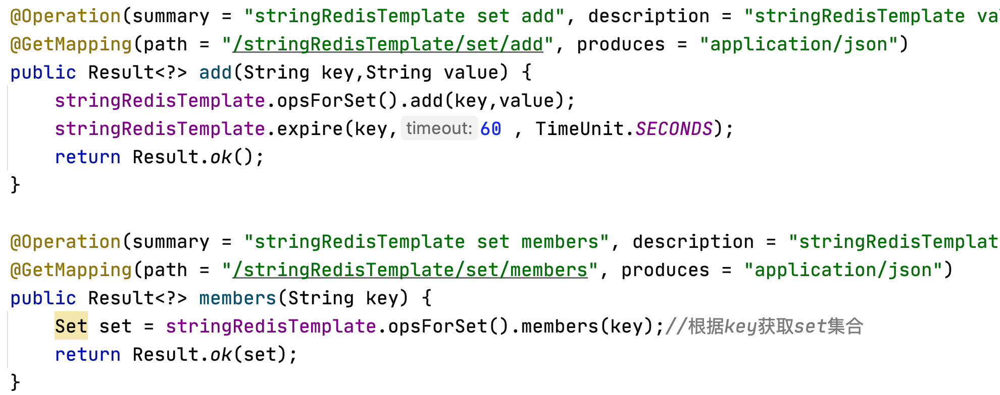 @Operation(summary = "stringRedisTemplate set add", description = "stringRedisTemplate va
@GetMapping(path = "/stringRedisTemplate/set/add", produces = "application/json")
public Result<?> add(String key,String value) {
    stringRedisTemplate.opsForSet().add(key,value);
    stringRedisTemplate.expire(key, timeout: 60 , TimeUnit.SECONDS);
    return Result.ok();
}
@Operation(summary = "stringRedisTemplate set members", description = "stringRedisTemplat
@GetMapping(path = "/stringRedisTemplate/set/members", produces = "application/json")
public Result<?> members(String key) {
    Set set = stringRedisTemplate.opsForSet().members(key);//根据key获取set集合
    return Result.ok(set);
}